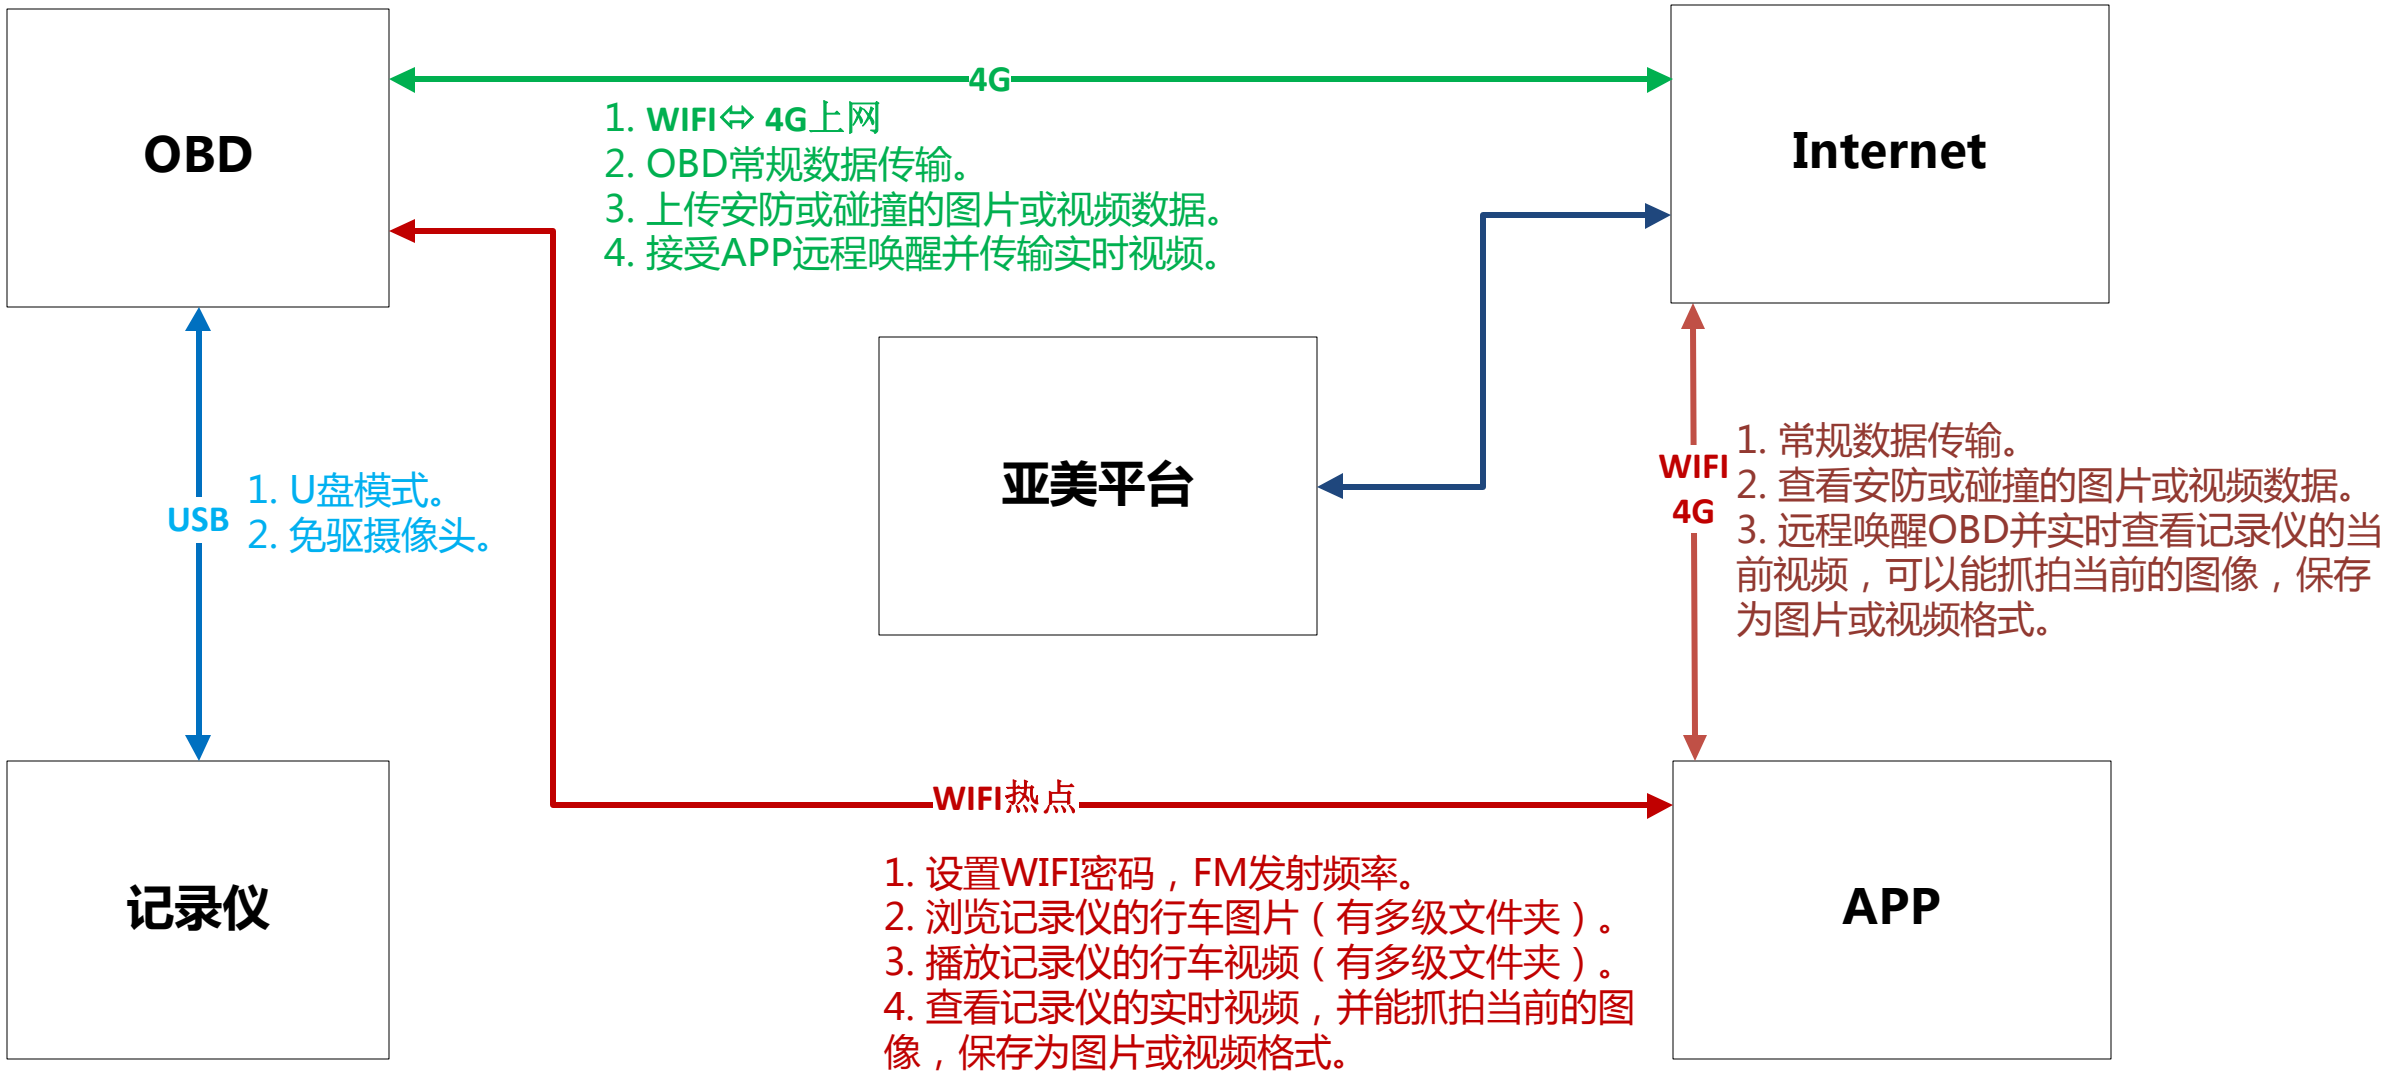 OBD
4G
Internet
1. WIFI⬄ 4G上网
2. OBD常规数据传输。
3. 上传安防或碰撞的图片或视频数据。
4. 接受APP远程唤醒并传输实时视频。
亚美平台
USB
1. U盘模式。
2. 免驱摄像头。
WIFI
4G
1. 常规数据传输。
2. 查看安防或碰撞的图片或视频数据。
3. 远程唤醒OBD并实时查看记录仪的当
前视频，可以能抓拍当前的图像，保存
为图片或视频格式。
记录仪
WIFI热点
1. 设置WIFI密码，FM发射频率。
2. 浏览记录仪的行车图片（有多级文件夹）。
3. 播放记录仪的行车视频（有多级文件夹）。
4. 查看记录仪的实时视频，并能抓拍当前的图
像，保存为图片或视频格式。
APP